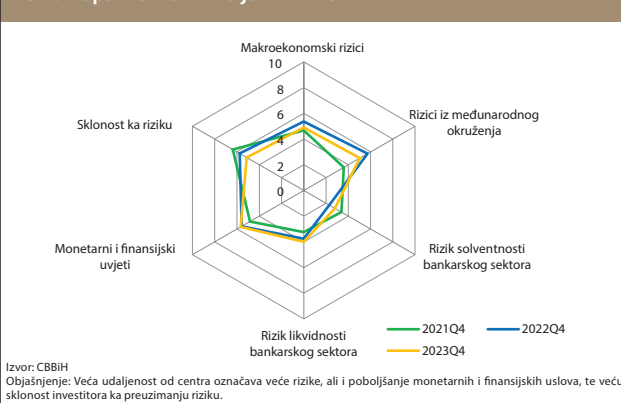 Makroekonomski rizici
10
8
6
4
2
0
Rizici iz međunarodnog
okruženja
Rizik solventnosti
bankarskog sektora
Rizik likvidnosti
bankarskog sektora
Monetarni i finansijski
uvjeti
Sklonost ka riziku
2021Q4
2022Q4
2023Q4
Izvor: CBBiH
Objašnjenje: Veća udaljenost od centra označava veće rizike, ali i poboljšanje monetarnih i finansijskih uslova, te veću
sklonost investitora ka preuzimanju riziku.